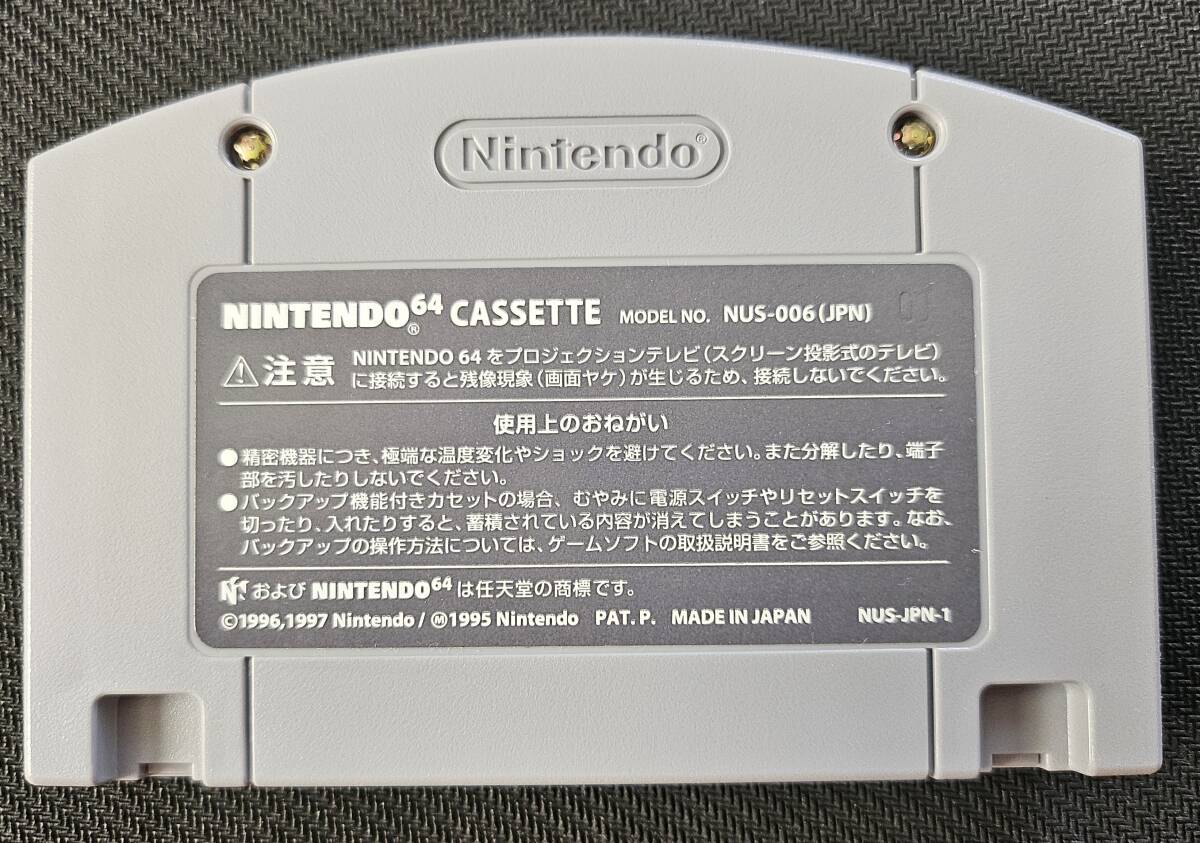 Nintendo®
NINTENDO64® CASSETTE MODEL NO. NUS-006(JPN)
⚠注意 NINTENDO 64をプロジェクションテレビ(スクリーン投影式のテレビ)
に接続すると残像現象(画面ヤケ)が生じるため、接続しないでください。
使用上のおねがい
●精密機器につき、極端な温度変化やショックを避けてください。また分解したり、端子
部を汚したりしないでください。
●バックアップ機能付きカセットの場合、むやみに電源スイッチやリセットスイッチを
切ったり、入れたりすると、蓄積されている内容が消えてしまうことがあります。なお、
バックアップの操作方法については、ゲームソフトの取扱説明書をご参照ください。
および NINTENDO64 は任天堂の商標です。
©1996,1997 Nintendo/Ⓜ1995 Nintendo PAT. P. MADE IN JAPAN NUS-JPN-1